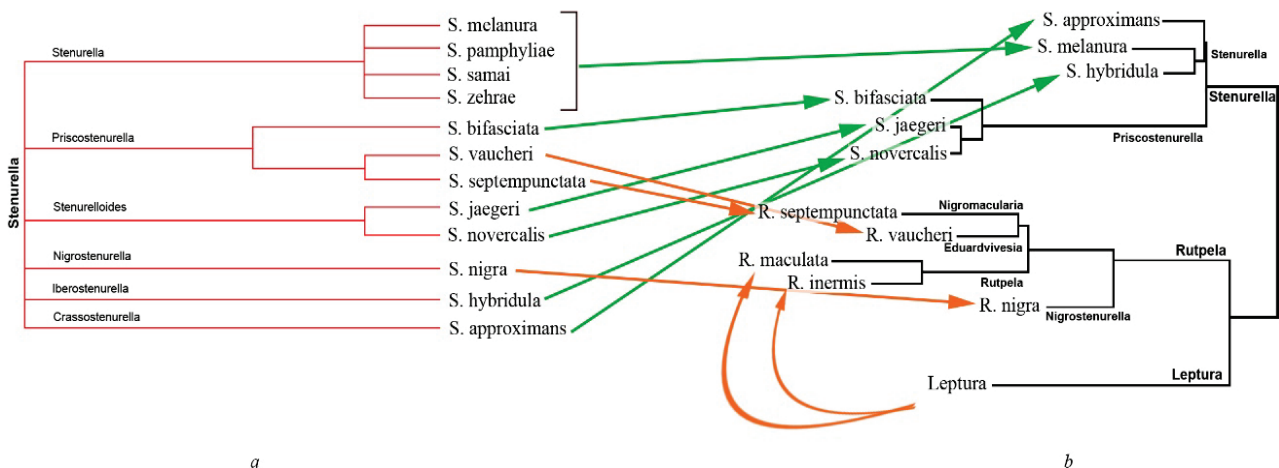 Stenurella
Stenurella
S. melanura
S. pamphyliae
S. samai
S. zehrae
Priscostenurella
S. bifasciata
S. vaucheri
S. septempunctata
Stenurelloides
S. jaegeri
S. novercalis
Nigrostenurella
S. nigra
Iberostenurella
S. hybridula
Crassostenurella
S. approximans
a
S. approximans
S. melanura
Stenurella
S. hybridula
Stenurella
S. bifasciata
S. jaegeri
Priscostenurella
S. novercalis
Nigromacularia
R. septempunctata
R. vaucheri
Eduardvivesia
Rutpela
R. maculata
R. inermis
Rutpela
R. nigra
Nigrostenurella
Leptura
Leptura
b